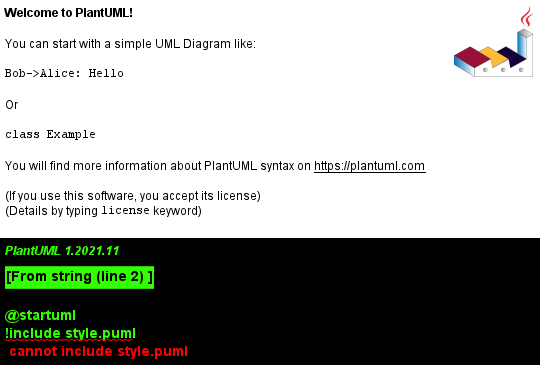 Welcome to PlantUML!
You can start with a simple UML Diagram like:
Bob->Alice: Hello
Or
class Example
You will find more information about PlantUML syntax on https://plantuml.com
(If you use this software, you accept its license)
(Details by typing license keyword)
PlantUML 1.2021.11
[From string (line 2) ]
@startuml
!include style.puml
cannot include style.puml